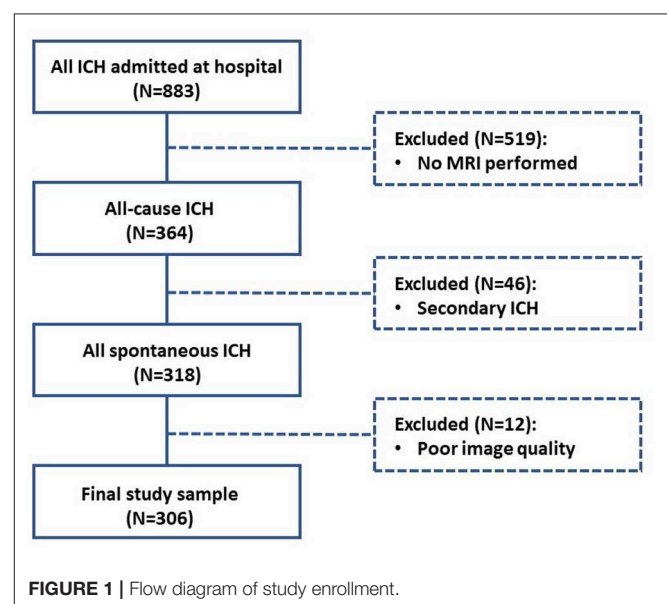 All ICH admitted at hospital
(N=883)
Excluded (N=519):
• No MRI performed
All-cause ICH
(N=364)
Excluded (N=46):
• Secondary ICH
All spontaneous ICH
(N=318)
Excluded (N=12):
• Poor image quality
Final study sample
(N=306)
FIGURE 1 | Flow diagram of study enrollment.